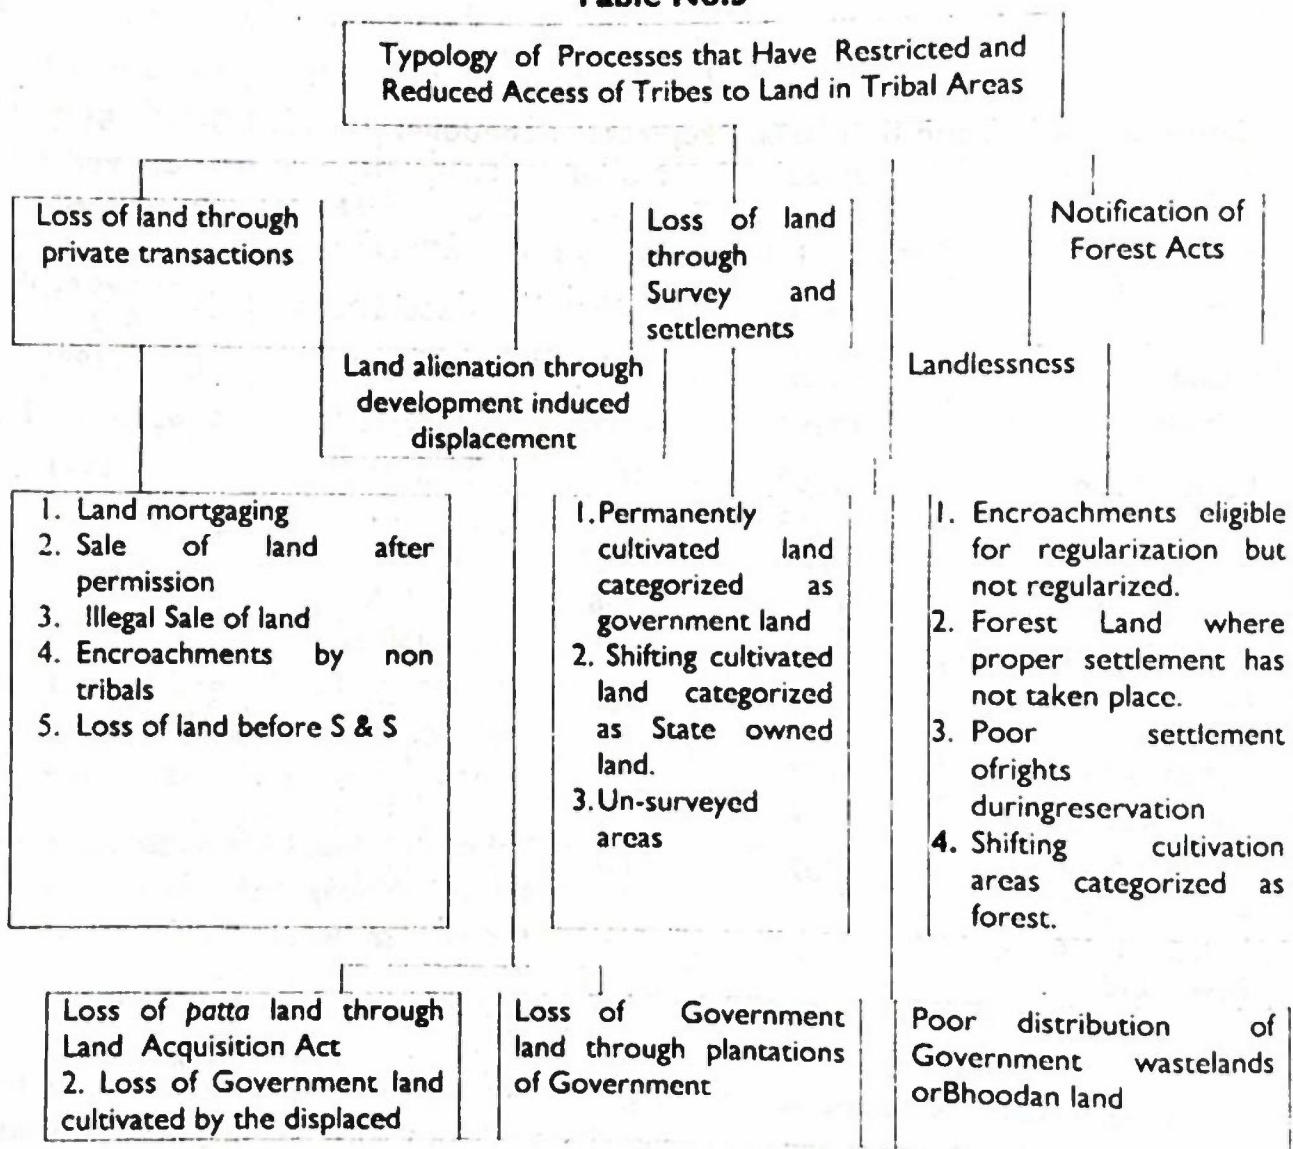 Typology of Processes that Have Restricted and
Reduced Access of Tribes to Land in Tribal Areas
Loss of land through
private transactions
Loss of land
through
Survey and
settlements
Notification of
Forest Acts
Land alienation through
development induced
displacement
Landlessness
1. Land mortgaging
2. Sale of land after
permission
3. Illegal Sale of land
4. Encroachments by non
tribals
5. Loss of land before S & S
1. Permanently
cultivated land
categorized as
government land
2. Shifting cultivated
land categorized
as State owned
land.
3. Un-surveyed
areas
1. Encroachments eligible
for regularization but
not regularized.
2. Forest Land where
proper settlement has
not taken place.
3. Poor settlement
ofrights
duringreservation
4. Shifting cultivation
areas categorized as
forest.
Loss of patta land through
Land Acquisition Act
2. Loss of Government land
cultivated by the displaced
Loss of Government
land through plantations
of Government
Poor distribution of
Government wastelands
orBhoodan land